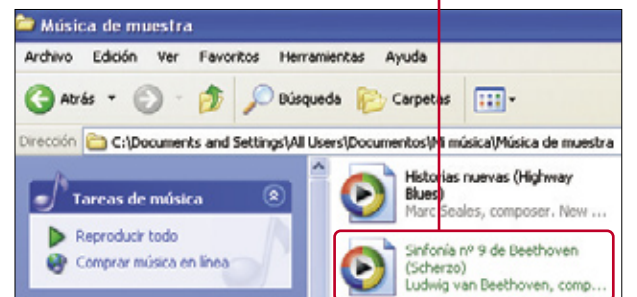 Música de muestra
Archivo Edición Ver Favoritos Herramientas Ayuda
Atrás Búsqueda Carpetas
Dirección C:\Documents and Settings\All Users\Documentos\Mi música\Música de muestra
Tareas de música
Reproducir todo
Comprar música en línea
Historias nuevas (Highway
Blues)
Marc Seales, composer. New ...
Sinfonía nº 9 de Beethoven
(Scherzo)
Ludwig van Beethoven, comp...